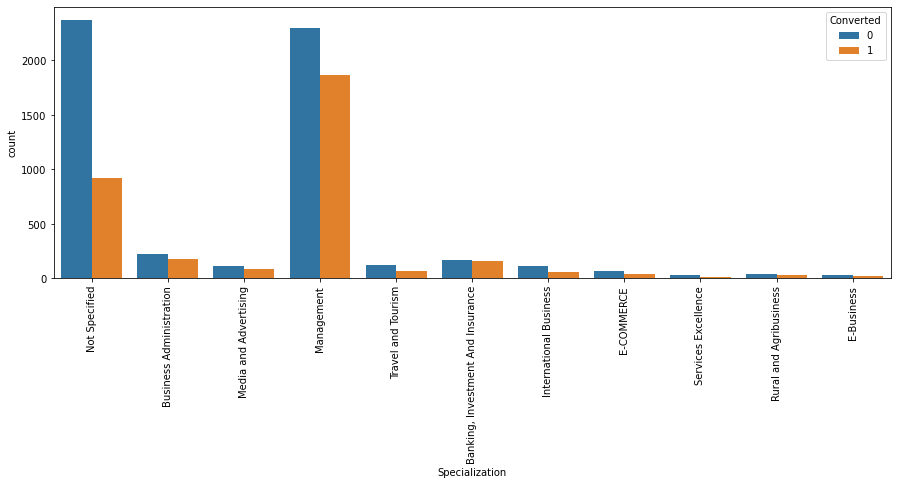 Converted
0
1
2000
1500
1000
500
0
count
Not Specified
Business Administration
Media and Advertising
Management
Travel and Tourism
Banking, Investment And Insurance
International Business
E-COMMERCE
Services Excellence
Rural and Agribusiness
E-Business
Specialization